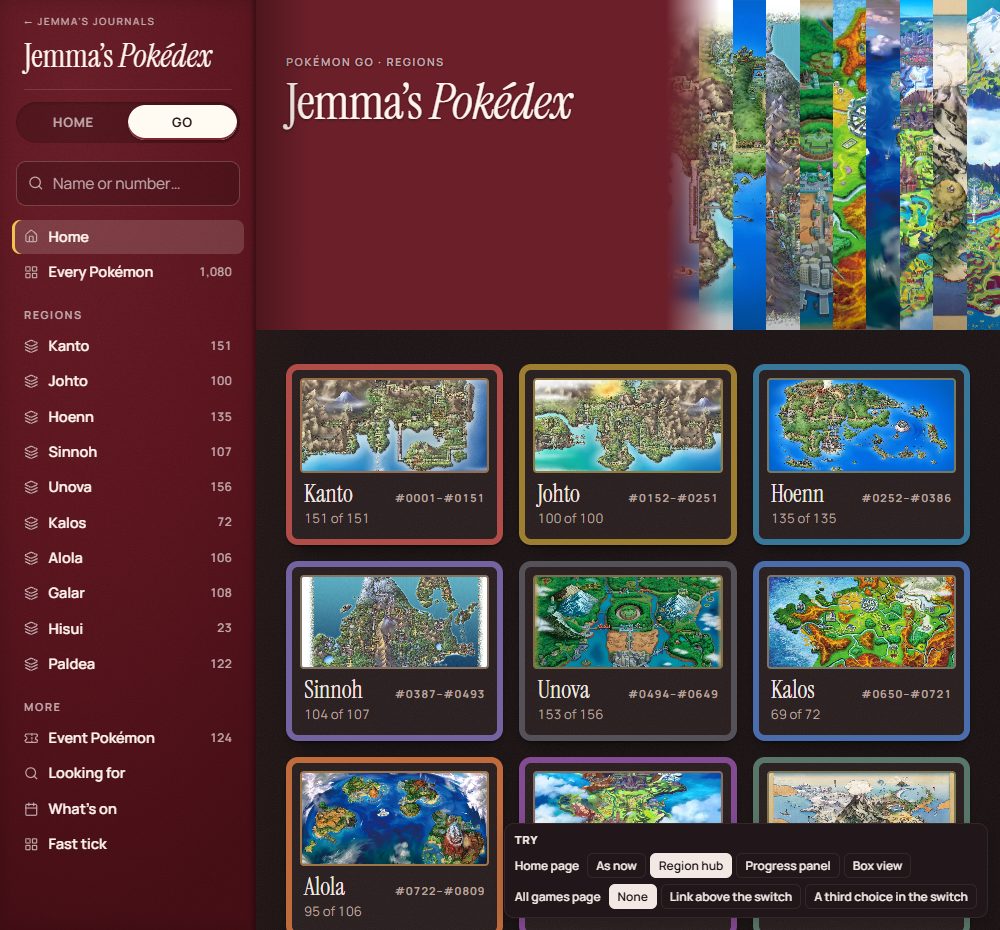 ← JEMMA'S JOURNALS
Jemma's Pokédex
HOME GO
Name or number...
Home
Every Pokémon 1,080
REGIONS
Kanto 151
Johto 100
Hoenn 135
Sinnoh 107
Unova 156
Kalos 72
Alola 106
Galar 108
Hisui 23
Paldea 122
MORE
Event Pokémon 124
Looking for
What's on
Fast tick
POKÉMON GO · REGIONS
Jemma's Pokédex
Kanto #0001–#0151
151 of 151
Johto #0152–#0251
100 of 100
Hoenn #0252–#0386
135 of 135
Sinnoh #0387–#0493
104 of 107
Unova #0494–#0649
153 of 156
Kalos #0650–#0721
69 of 72
Alola #0722–#0809
95 of 106
TRY
Home page As now Region hub Progress panel Box view
All games page None Link above the switch A third choice in the switch